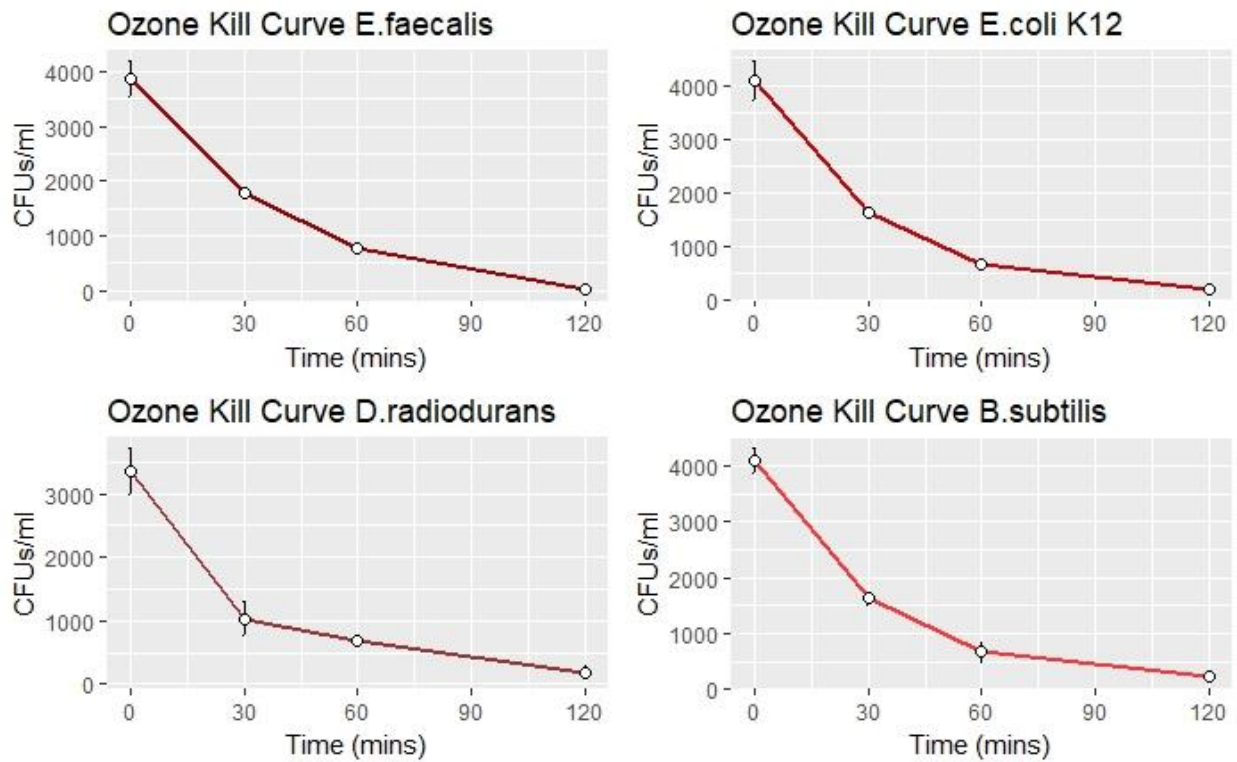 Ozone Kill Curve E.faecalis
CFUs/ml
4000
3000
2000
1000
0
0 30 60 90 120
Time (mins)
Ozone Kill Curve E.coli K12
CFUs/ml
4000
3000
2000
1000
0
0 30 60 90 120
Time (mins)
Ozone Kill Curve D.radiodurans
CFUs/ml
3000
2000
1000
0
0 30 60 90 120
Time (mins)
Ozone Kill Curve B.subtilis
CFUs/ml
4000
3000
2000
1000
0
0 30 60 90 120
Time (mins)